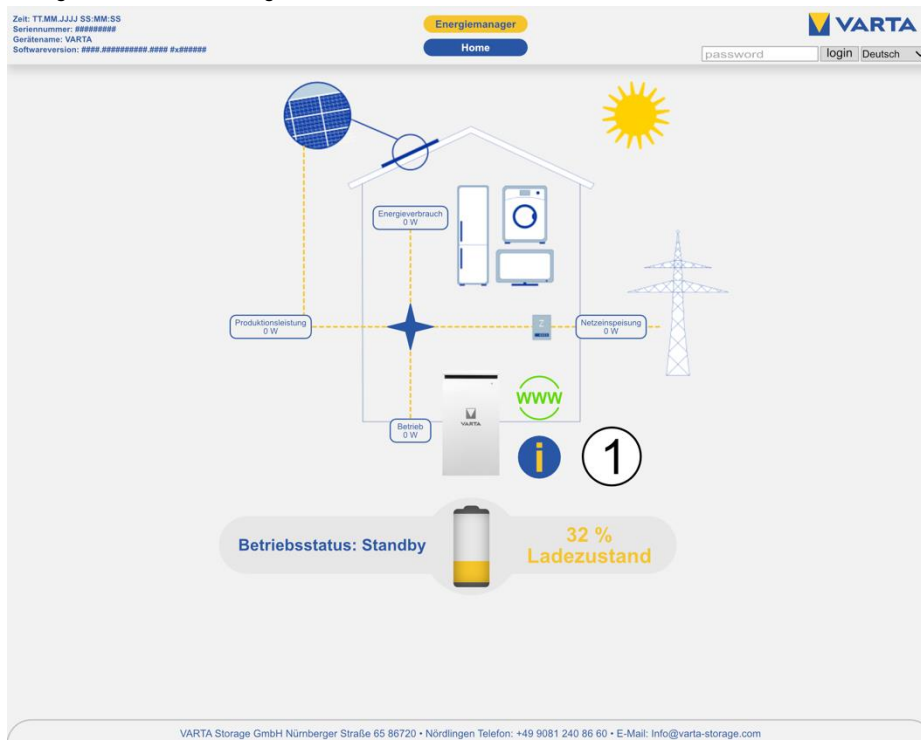 Zeit: TT.MM.JJJJ SS:MM:SS
Seriennummer: #########
Gerätename: VARTA
Softwareversion: ####.##########.#### #x######
Energiemanager
Home
VARTA
password
login
Deutsch
Energieverbrauch
0 W
Produktionsleistung
0 W
Netzeinspeisung
0 W
Betrieb
0 W
VARTA
www
i
1
Betriebsstatus: Standby
32 %
Ladezustand
VARTA Storage GmbH Nürnberger Straße 65 86720 • Nördlingen Telefon: +49 9081 240 86 60 • E-Mail: Info@varta-storage.com